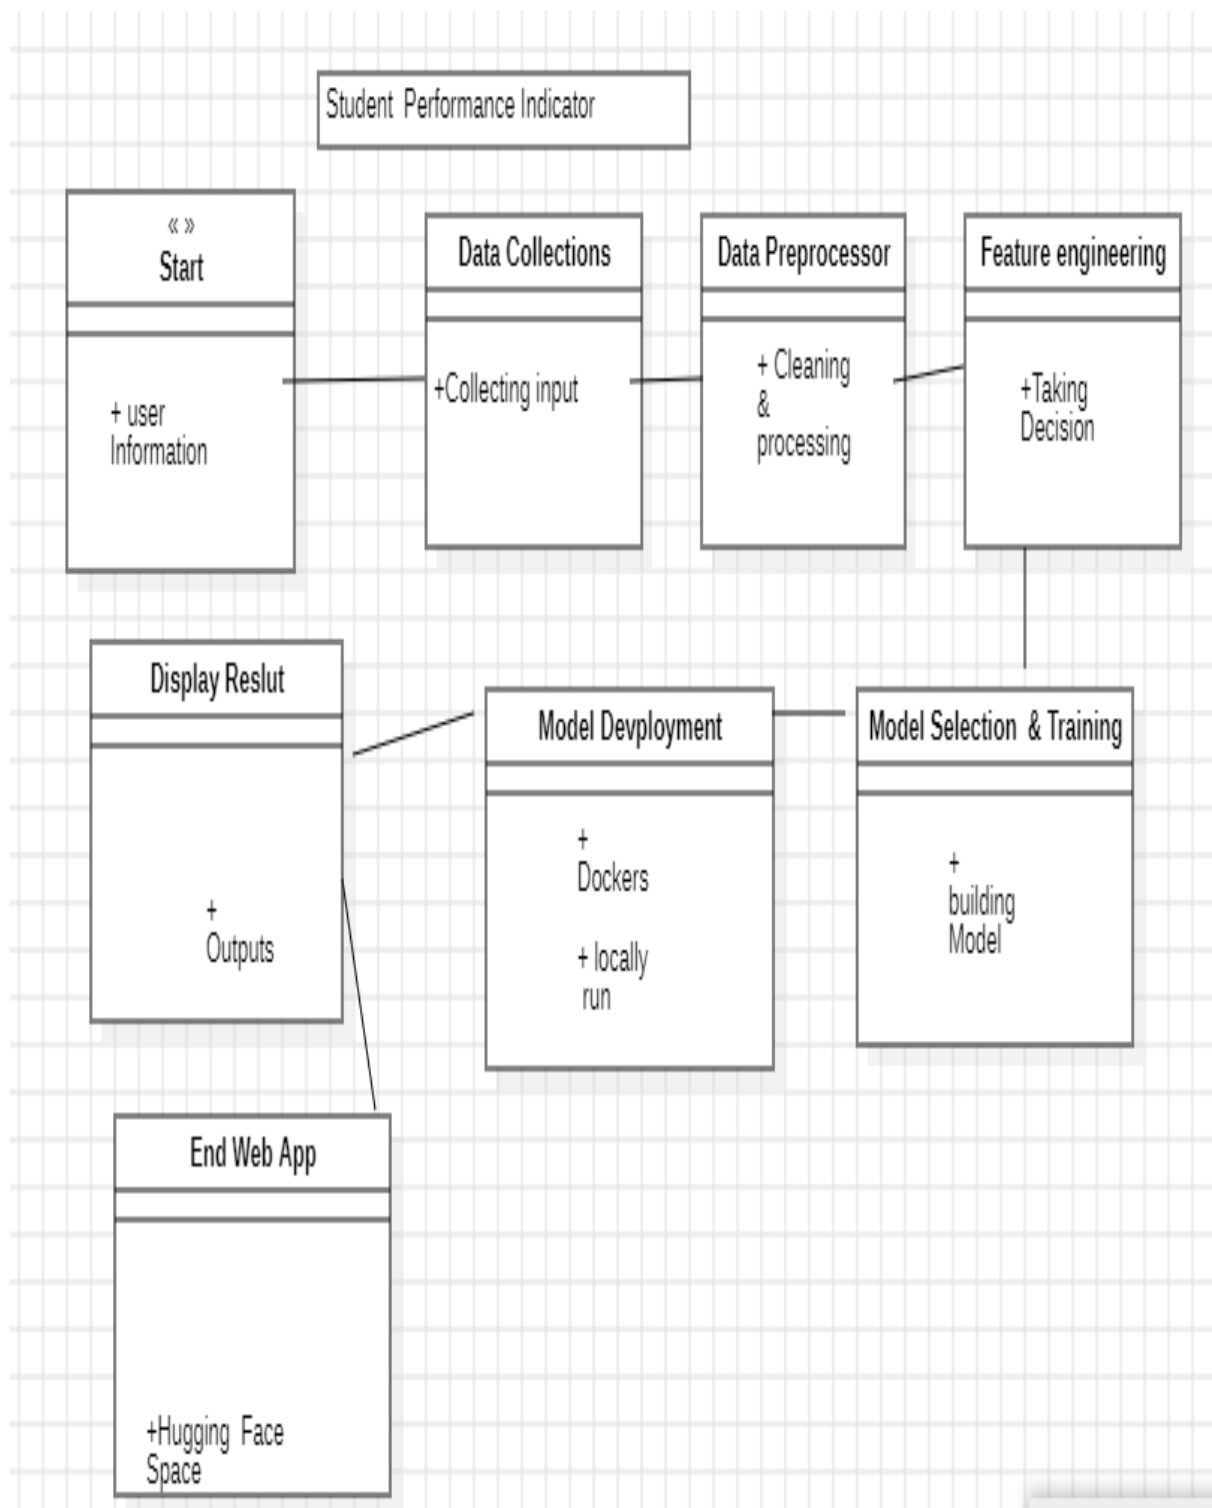 Student Performance Indicator
« »
Start
+ user
Information
Data Collections
+Collecting input
Data Preprocessor
+ Cleaning
&
processing
Feature engineering
+Taking
Decision
Display Reslut
+
Outputs
Model Devployment
+
Dockers
+ locally
run
Model Selection & Training
+
building
Model
End Web App
+Hugging Face
Space